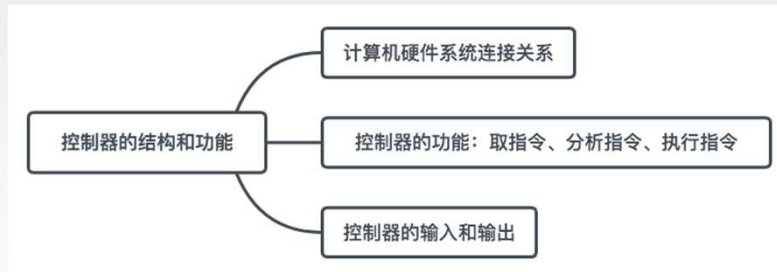 计算机硬件系统连接关系
控制器的结构和功能
控制器的功能：取指令、分析指令、执行指令
控制器的输入和输出